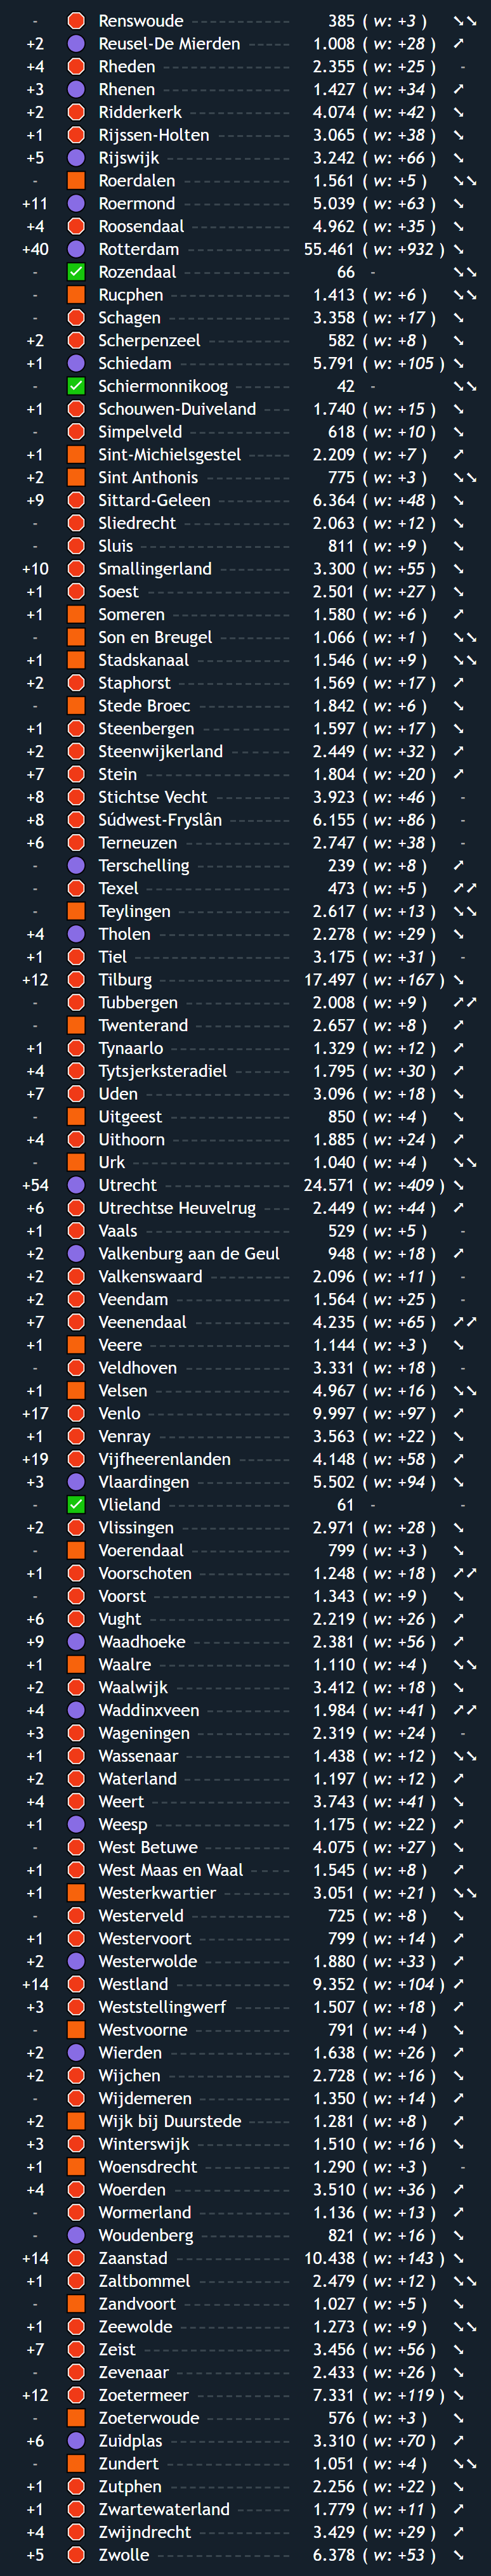 - Renswoude ------------ 385 ( w: +3 ) ↘↘
+2 Reusel-De Mierden ------ 1.008 ( w: +28 ) ↗
+4 Rheden --------------- 2.355 ( w: +25 ) -
+3 Rhenen --------------- 1.427 ( w: +34 ) ↗
+2 Ridderkerk ------------ 4.074 ( w: +42 ) ↘
+1 Rijssen-Holten --------- 3.065 ( w: +38 ) ↘
+5 Rijswijk --------------- 3.242 ( w: +66 ) ↘
- Roerdalen ------------- 1.561 ( w: +5 ) ↘↘
+11 Roermond ------------- 5.039 ( w: +63 ) ↘
+4 Roosendaal ------------ 4.962 ( w: +35 ) ↘
+40 Rotterdam ------------ 55.461 ( w: +932 ) ↘
- Rozendaal ------------- 66 - ↘↘
- Rucphen -------------- 1.413 ( w: +6 ) ↘↘
- Schagen -------------- 3.358 ( w: +17 ) ↘
+2 Scherpenzeel ---------- 582 ( w: +8 ) ↘
+1 Schiedam ------------- 5.791 ( w: +105 ) ↘
- Schiermonnikoog ------- 42 - ↘↘
+1 Schouwen-Duiveland ---- 1.740 ( w: +15 ) ↘
- Simpelveld ------------ 618 ( w: +10 ) ↘
+1 Sint-Michielsgestel ------ 2.209 ( w: +7 ) ↗
+2 Sint Anthonis ---------- 775 ( w: +3 ) ↘↘
+9 Sittard-Geleen --------- 6.364 ( w: +48 ) ↘
- Sliedrecht ------------- 2.063 ( w: +12 ) ↘
- Sluis ------------------ 811 ( w: +9 ) ↘
+10 Smallingerland --------- 3.300 ( w: +55 ) ↘
+1 Soest ----------------- 2.501 ( w: +27 ) ↘
+1 Someren -------------- 1.580 ( w: +6 ) ↗
- Son en Breugel --------- 1.066 ( w: +1 ) ↘↘
+1 Stadskanaal ----------- 1.546 ( w: +9 ) ↘↘
+2 Staphorst ------------- 1.569 ( w: +17 ) ↗
- Stede Broec ----------- 1.842 ( w: +6 ) ↘
+1 Steenbergen ----------- 1.597 ( w: +17 ) ↘
+2 Steenwijkerland -------- 2.449 ( w: +32 ) ↗
+7 Stein ----------------- 1.804 ( w: +20 ) ↗
+8 Stichtse Vecht --------- 3.923 ( w: +46 ) -
+8 Súdwest-Fryslân -------- 6.155 ( w: +86 ) -
+6 Terneuzen ------------ 2.747 ( w: +38 ) -
- Terschelling ----------- 239 ( w: +8 ) ↗
- Texel ----------------- 473 ( w: +5 ) ↗↗
- Teylingen ------------- 2.617 ( w: +13 ) ↘↘
+4 Tholen --------------- 2.278 ( w: +29 ) ↘
+1 Tiel ------------------ 3.175 ( w: +31 ) -
+12 Tilburg --------------- 17.497 ( w: +167 ) ↘
- Tubbergen ------------ 2.008 ( w: +9 ) ↗↗
- Twenterand ----------- 2.657 ( w: +8 ) ↗
+1 Tynaarlo -------------- 1.329 ( w: +12 ) ↗
+4 Tytsjerksteradiel ------- 1.795 ( w: +30 ) ↗
+7 Uden ----------------- 3.096 ( w: +18 ) ↘
- Uitgeest -------------- 850 ( w: +4 ) ↘
+4 Uithoorn -------------- 1.885 ( w: +24 ) ↗
- Urk ------------------ 1.040 ( w: +4 ) ↘↘
+54 Utrecht --------------- 24.571 ( w: +409 ) ↘
+6 Utrechtse Heuvelrug ---- 2.449 ( w: +44 ) ↗
+1 Vaals ----------------- 529 ( w: +5 ) -
+2 Valkenburg aan de Geul 948 ( w: +18 ) ↗
+2 Valkenswaard ---------- 2.096 ( w: +11 ) -
+2 Veendam ------------- 1.564 ( w: +25 ) -
+7 Veenendaal ----------- 4.235 ( w: +65 ) ↗↗
+1 Veere ---------------- 1.144 ( w: +3 ) ↘
- Veldhoven ------------ 3.331 ( w: +18 ) -
+1 Velsen --------------- 4.967 ( w: +16 ) ↘↘
+17 Venlo ---------------- 9.997 ( w: +97 ) ↗
+1 Venray --------------- 3.563 ( w: +22 ) ↘
+19 Vijfheerenlanden ------- 4.148 ( w: +58 ) ↗
+3 Vlaardingen ----------- 5.502 ( w: +94 ) ↘
- Vlieland -------------- 61 - -
+2 Vlissingen ------------ 2.971 ( w: +28 ) ↘
- Voerendaal ----------- 799 ( w: +3 ) ↘
+1 Voorschoten ---------- 1.248 ( w: +18 ) ↗↗
- Voorst --------------- 1.343 ( w: +9 ) ↘
+6 Vught ---------------- 2.219 ( w: +26 ) ↗
+9 Waadhoeke ----------- 2.381 ( w: +56 ) ↗
+1 Waalre --------------- 1.110 ( w: +4 ) ↘↘
+2 Waalwijk ------------- 3.412 ( w: +18 ) ↘
+4 Waddinxveen --------- 1.984 ( w: +41 ) ↗↗
+3 Wageningen ---------- 2.319 ( w: +24 ) -
+1 Wassenaar ----------- 1.438 ( w: +12 ) ↘↘
+2 Waterland ------------ 1.197 ( w: +12 ) ↗
+4 Weert ---------------- 3.743 ( w: +41 ) ↘
+1 Weesp --------------- 1.175 ( w: +22 ) ↗
- West Betuwe ---------- 4.075 ( w: +27 ) ↘
+1 West Maas en Waal ----- 1.545 ( w: +8 ) ↗
+1 Westerkwartier -------- 3.051 ( w: +21 ) ↘↘
- Westerveld ----------- 725 ( w: +8 ) ↘
+1 Westervoort ---------- 799 ( w: +14 ) ↗
+2 Westerwolde ---------- 1.880 ( w: +33 ) ↗
+14 Westland ------------- 9.352 ( w: +104 ) ↗
+3 Weststellingwerf ------- 1.507 ( w: +18 ) ↗
- Westvoorne ---------- 791 ( w: +4 ) ↘
+2 Wierden ------------- 1.638 ( w: +26 ) ↗
+2 Wijchen ------------- 2.728 ( w: +16 ) ↘
- Wijdemeren ---------- 1.350 ( w: +14 ) ↗
+2 Wijk bij Duurstede ----- 1.281 ( w: +8 ) ↗
+3 Winterswijk ----------- 1.510 ( w: +16 ) ↘
+1 Woensdrecht --------- 1.290 ( w: +3 ) -
+4 Woerden ------------- 3.510 ( w: +36 ) ↗
- Wormerland ---------- 1.136 ( w: +13 ) ↗
- Woudenberg ---------- 821 ( w: +16 ) ↘
+14 Zaanstad ------------- 10.438 ( w: +143 ) ↘
+1 Zaltbommel ---------- 2.479 ( w: +12 ) ↘↘
- Zandvoort ------------ 1.027 ( w: +5 ) ↘
+1 Zeewolde ------------ 1.273 ( w: +9 ) ↘↘
+7 Zeist ----------------- 3.456 ( w: +56 ) ↘
- Zevenaar ------------- 2.433 ( w: +26 ) ↘
+12 Zoetermeer ----------- 7.331 ( w: +119 ) ↘
- Zoeterwoude --------- 576 ( w: +3 ) ↘
+6 Zuidplas ------------- 3.310 ( w: +70 ) ↗
- Zundert -------------- 1.051 ( w: +4 ) ↘↘
+1 Zutphen ------------- 2.256 ( w: +22 ) ↘
+1 Zwartewaterland ------ 1.779 ( w: +11 ) ↗
+4 Zwijndrecht ---------- 3.429 ( w: +29 ) ↗
+5 Zwolle --------------- 6.378 ( w: +53 ) ↘